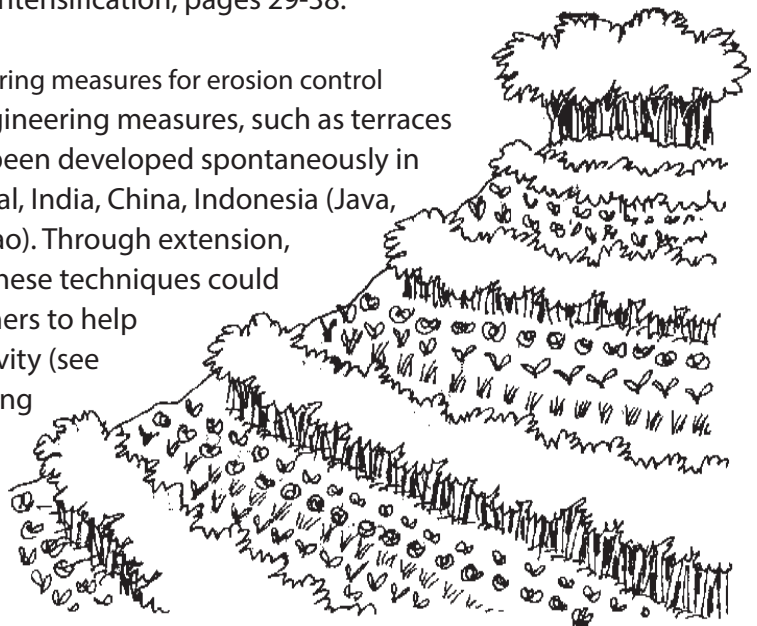 ntensification, pages 29-38.
ring measures for erosion control
gineering measures, such as terraces
been developed spontaneously in
al, India, China, Indonesia (Java,
ao). Through extension,
hese techniques could
ners to help
vity (see
ng